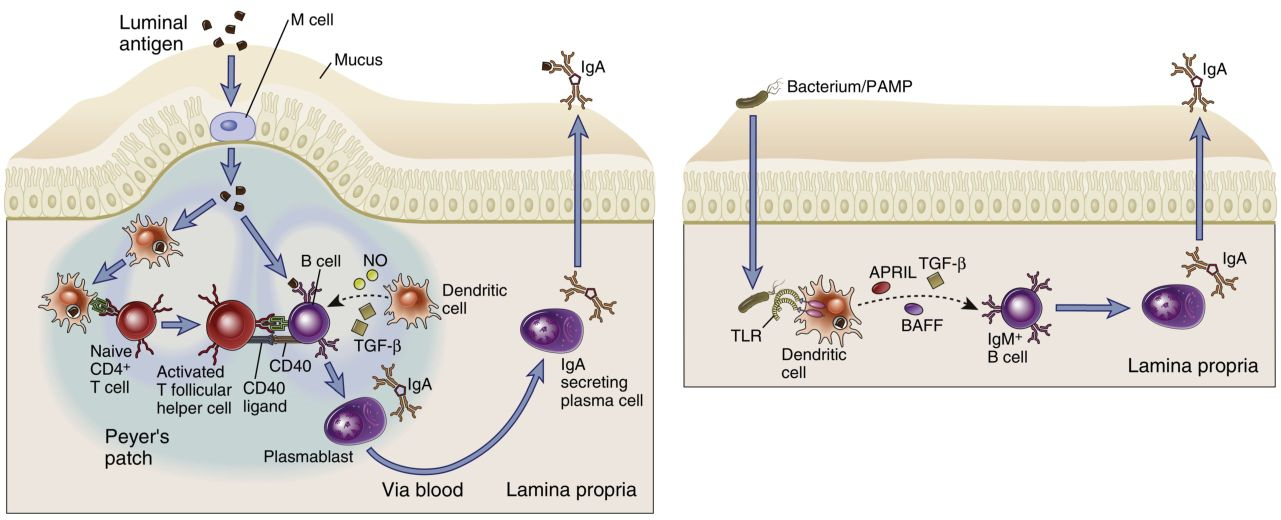 Luminal
antigen
M cell
Mucus
IgA
B cell
NO
Dendritic
cell
TGF-β
Naive
CD4⁺
T cell
Activated
T follicular
helper cell
CD40
ligand
CD40
IgA
Plasmablast
IgA
secreting
plasma cell
Peyer's
patch
Via blood
Lamina propria
Bacterium/PAMP
IgA
TLR
Dendritic
cell
APRIL
TGF-β
BAFF
IgM⁺
B cell
IgA
Lamina propria